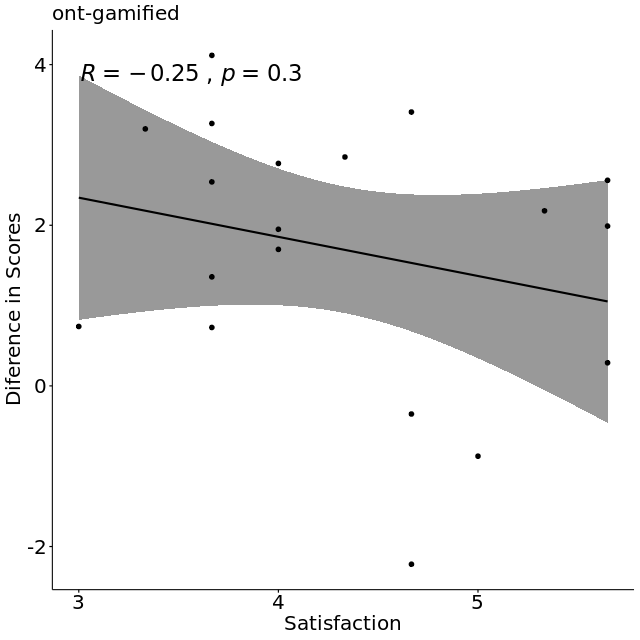 ont-gamified
R = −0.25 , p = 0.3
4
2
0
-2
Diference in Scores
3 4 5
Satisfaction